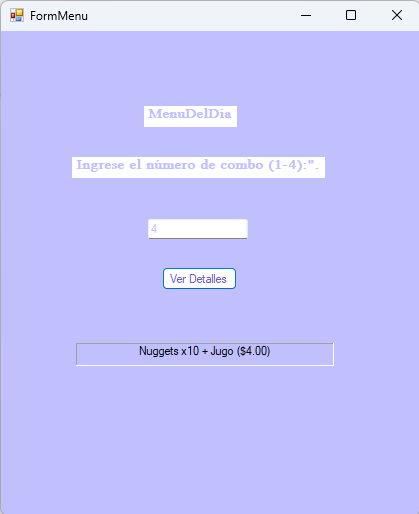 FormMenu
MenuDelDia
Ingrese el número de combo (1-4):".
4
Ver Detalles
Nuggets x10 + Jugo ($4.00)